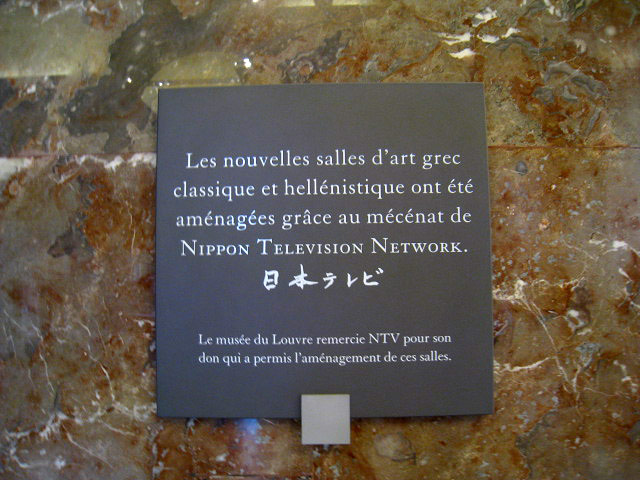 Les nouvelles salles d'art grec
classique et hellénistique ont été
aménagées grâce au mécénat de
NIPPON TELEVISION NETWORK.
日本テレビ
Le musée du Louvre remercie NTV pour son
don qui a permis l'aménagement de ces salles.